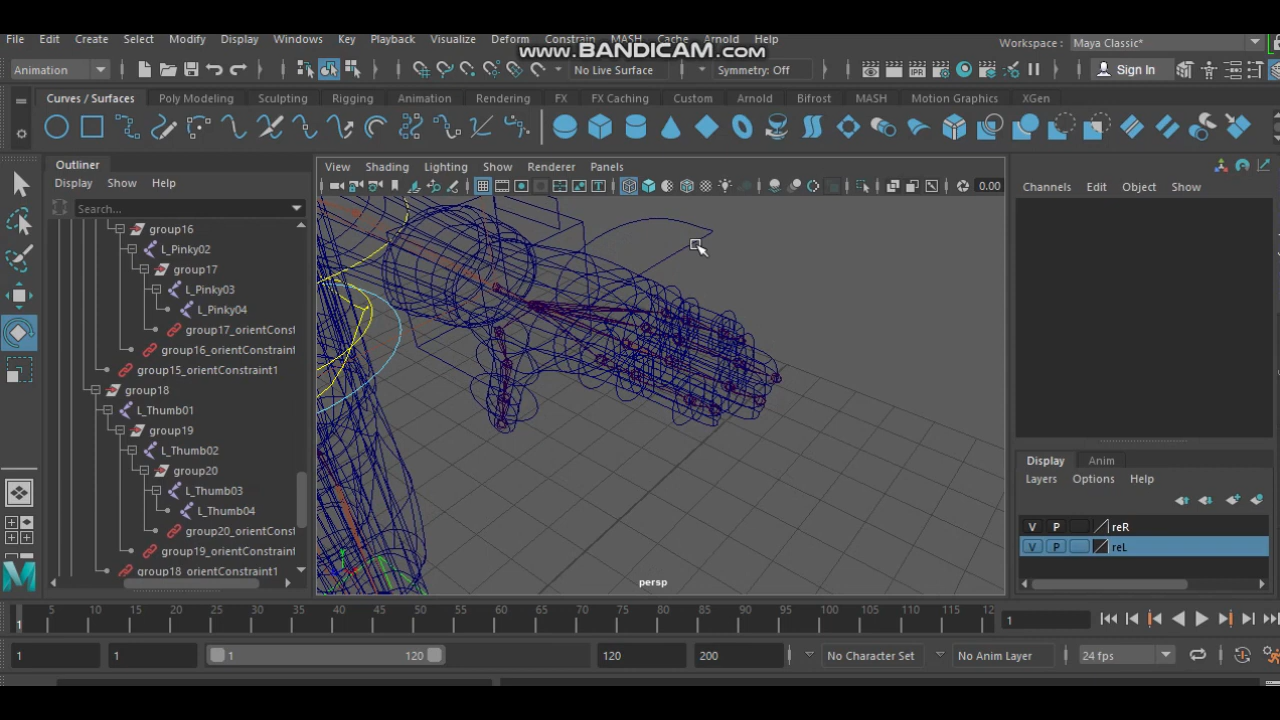 File Edit Create Select Modify Display Windows Key Playback Visualize Deform Constrain MASH Cache Arnold Help
www.BANDICAM.com
Workspace : Maya Classic*
Animation
No Live Surface
Symmetry: Off
Sign In
Curves / Surfaces Poly Modeling Sculpting Rigging Animation Rendering FX FX Caching Custom Arnold Bifrost MASH Motion Graphics XGen
Outliner
Display Show Help
Search...
group16
L_Pinky02
group17
L_Pinky03
L_Pinky04
group17_orientConst
group16_orientConstraint
group15_orientConstraint1
group18
L_Thumb01
group19
L_Thumb02
group20
L_Thumb03
L_Thumb04
group20_orientConst
group19_orientConstraint
group18_orientConstraint1
View Shading Lighting Show Renderer Panels
0.00
persp
Channels Edit Object Show
Display Anim
Layers Options Help
V P reR
V P reL
5 10 15 20 25 30 35 40 45 50 55 60 65 70 75 80 85 90 95 100 105 110 115 12
1
1
1 1 1 120 120 200 No Character Set No Anim Layer 24 fps